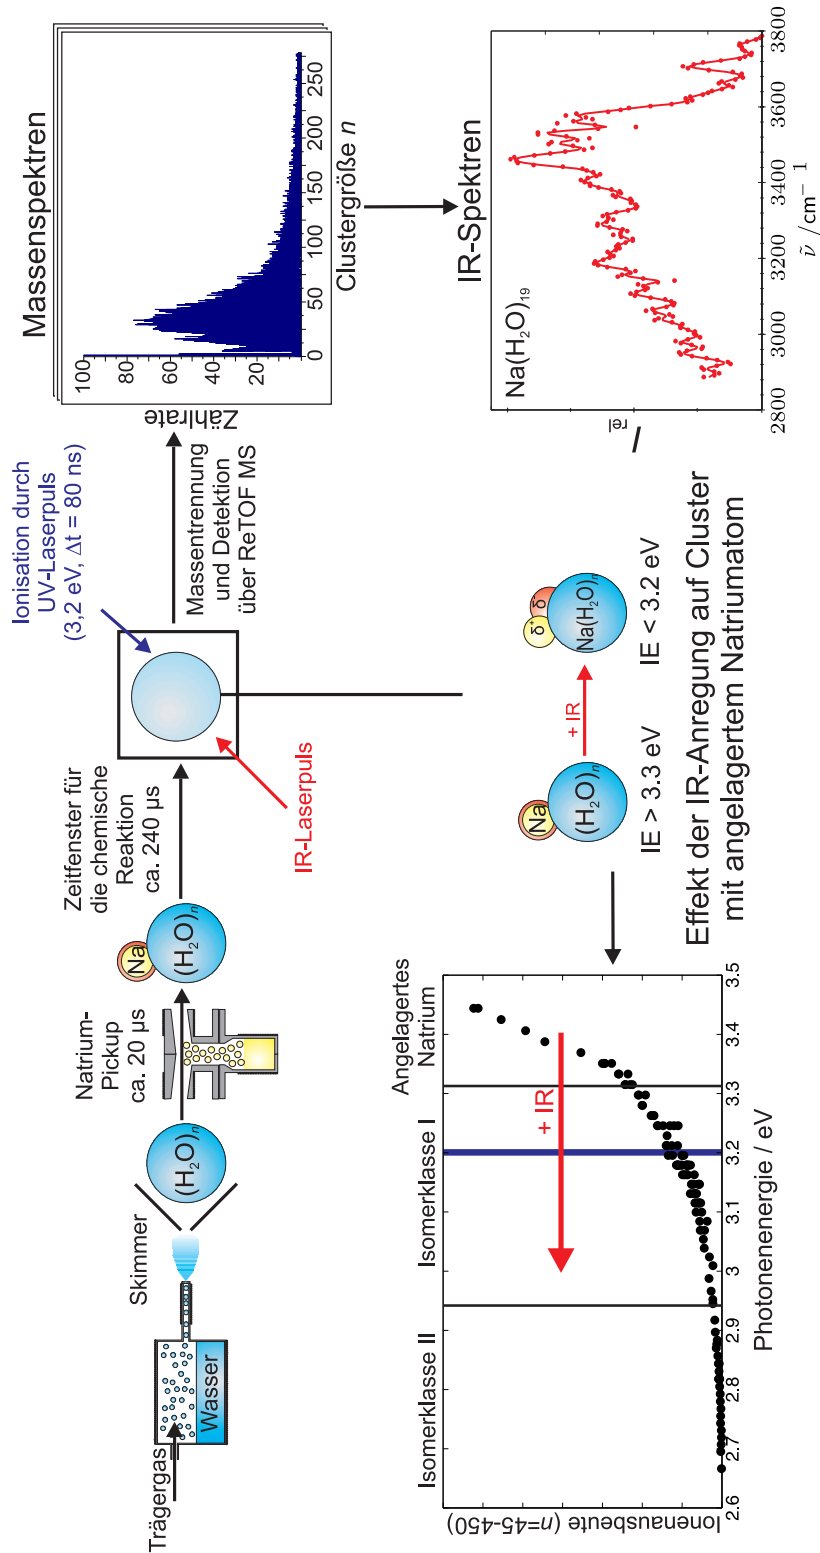 Trägergas
Wasser
Skimmer
(H₂O)ₙ
Natrium-
Pickup
ca. 20 µs
Na
(H₂O)ₙ
Zeitfenster für
die chemische
Reaktion
ca. 240 µs
IR-Laserpuls
Ionisation durch
UV-Laserpuls
(3,2 eV, Δt = 80 ns)
Massentrennung
und Detektion
über ReTOF MS
Massenspektren
Zählrate
100
80
60
40
20
0
50
100
150
200
250
Clustergröße n
IR-Spektren
Na(H₂O)₁₉
I rel
2800
3000
3200
3400
3600
3800
ν̃ /cm⁻ 1
Na
(H₂O)ₙ
IE > 3.3 eV
+ IR
δ⁺
δ⁻
Na(H₂O)ₙ
IE < 3.2 eV
Effekt der IR-Anregung auf Cluster
mit angelagertem Natriumatom
Isomerklasse II
Isomerklasse I
Angelagertes
Natrium
+ IR
Ionenausbeute (n=45-450)
2.6
2.7
2.8
2.9
3
3.1
3.2
3.3
3.4
3.5
Photonenenergie / eV